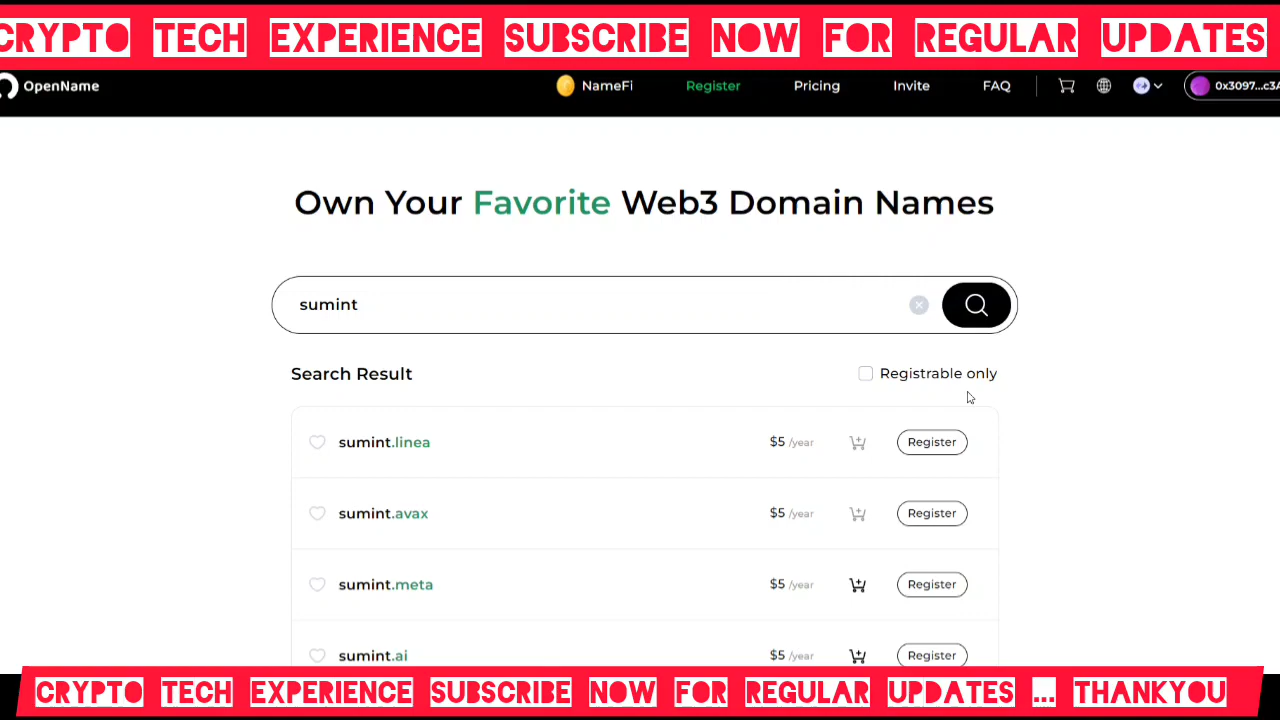 CRYPTO TECH EXPERIENCE SUBSCRIBE NOW FOR REGULAR UPDATES
OpenName NameFi Register Pricing Invite FAQ 0x3097...c3A
Own Your Favorite Web3 Domain Names
sumint
Search Result Registrable only
sumint.linea $5 /year Register
sumint.avax $5 /year Register
sumint.meta $5 /year Register
sumint.ai $5 /year Register
CRYPTO TECH EXPERIENCE SUBSCRIBE NOW FOR REGULAR UPDATES ... THANKYOU